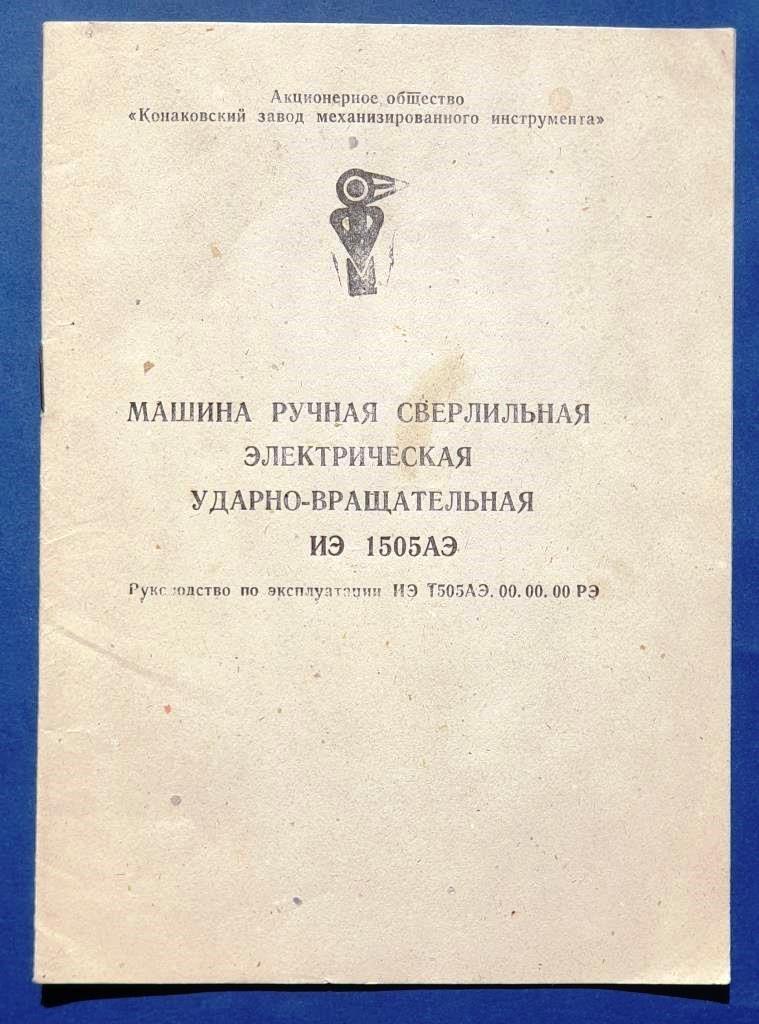 Акционерное общество
«Конаковский завод механизированного инструмента»
МАШИНА РУЧНАЯ СВЕРЛИЛЬНАЯ
ЭЛЕКТРИЧЕСКАЯ
УДАРНО-ВРАЩАТЕЛЬНАЯ
ИЭ 1505АЭ
Руководство по эксплуатации ИЭ 1505АЭ.00.00.00 РЭ